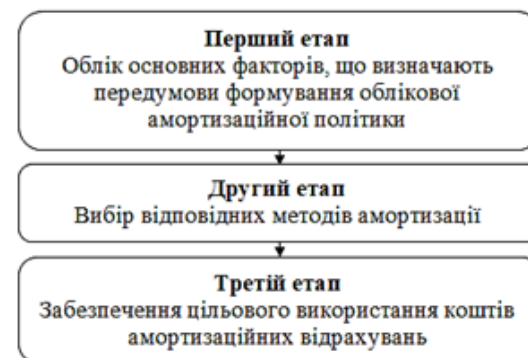 Перший етап
Облік основних факторів, що визначають
передумови формування облікової
амортизаційної політики
Другий етап
Вибір відповідних методів амортизації
Третій етап
Забезпечення цільового використання коштів
амортизаційних відрахувань